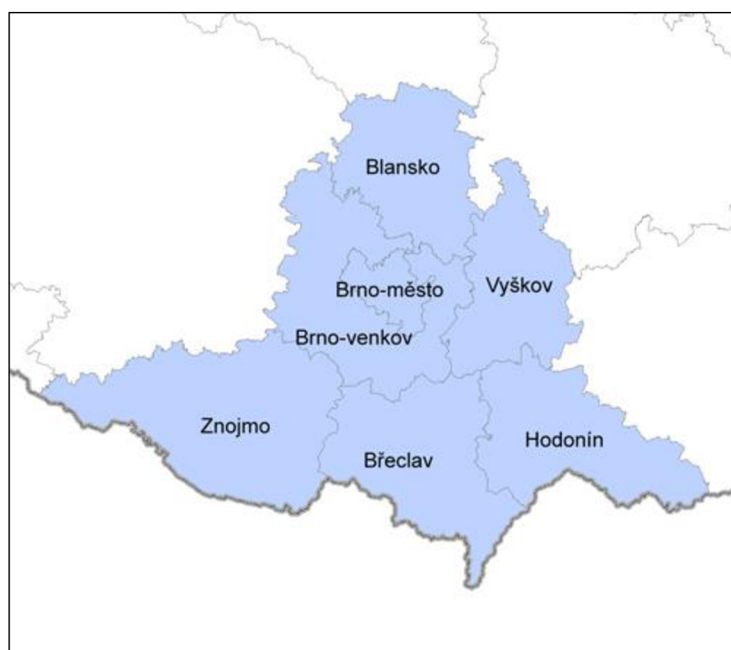 Blansko
Vyškov
Brno-město
Brno-venkov
Znojmo
Břeclav
Hodonín